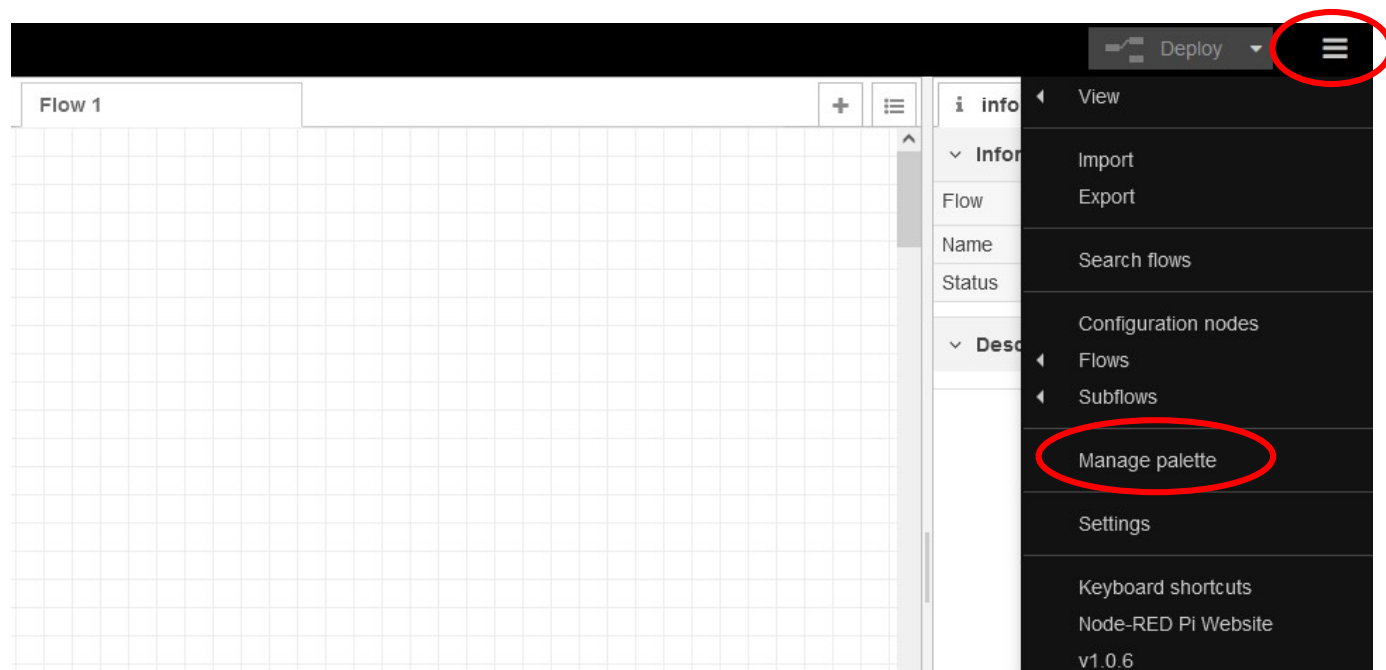 Deploy
Flow 1
i info
View
Infor
Import
Flow
Export
Name
Search flows
Status
Configuration nodes
Desc
Flows
Subflows
Manage palette
Settings
Keyboard shortcuts
Node-RED Pi Website
v1.0.6